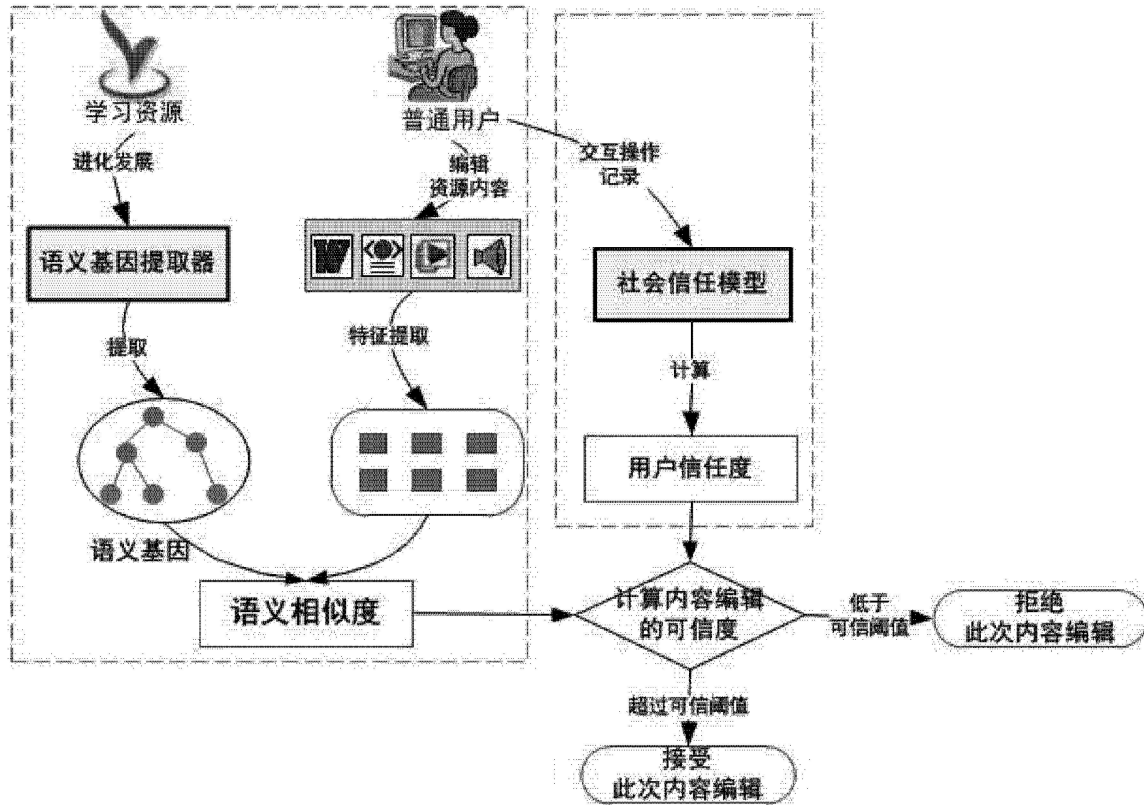 学习资源
普通用户
进化发展
编辑
资源内容
交互操作
记录
语义基因提取器
社会信任模型
提取
特征提取
计算
用户信任度
语义基因
语义相似度
计算内容编辑
的可信度
低于
可信阈值
拒绝
此次内容编辑
超过可信阈值
接受
此次内容编辑